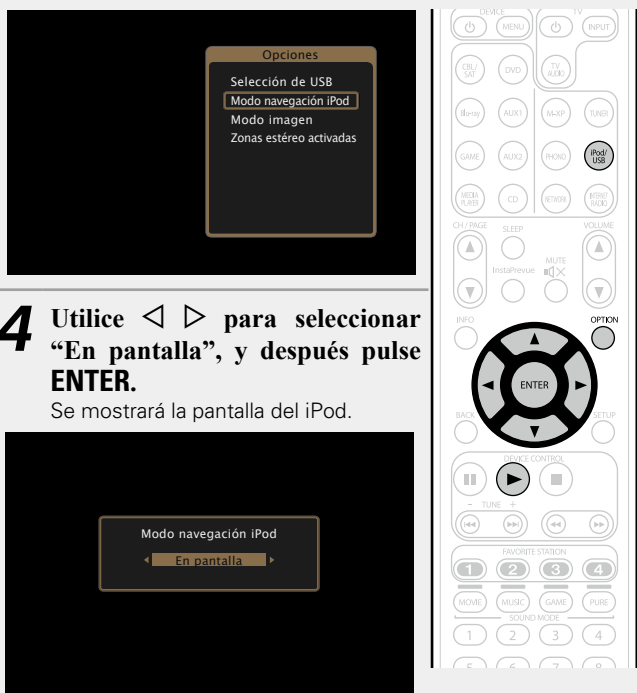 Opciones
Selección de USB
Modo navegación iPod
Modo imagen
Zonas estéreo activadas
4 Utilice ◁ ▷ para seleccionar
“En pantalla”, y después pulse
ENTER.
Se mostrará la pantalla del iPod.
Modo navegación iPod
En pantalla
DEVICE TV
MENU INPUT
CBL/SAT DVD TV AUDIO
Blu-ray AUX1 M-XP TUNER
GAME AUX2 PHONO iPod/USB
MEDIA PLAYER CD NETWORK INTERNET RADIO
CH / PAGE SLEEP VOLUME
InstaPrevue MUTE
INFO OPTION
ENTER
BACK SETUP
DEVICE CONTROL
- TUNE +
FAVORITE STATION
1 2 3 4
MOVIE MUSIC GAME PURE
SOUND MODE
1 2 3 4
5 6 7 8